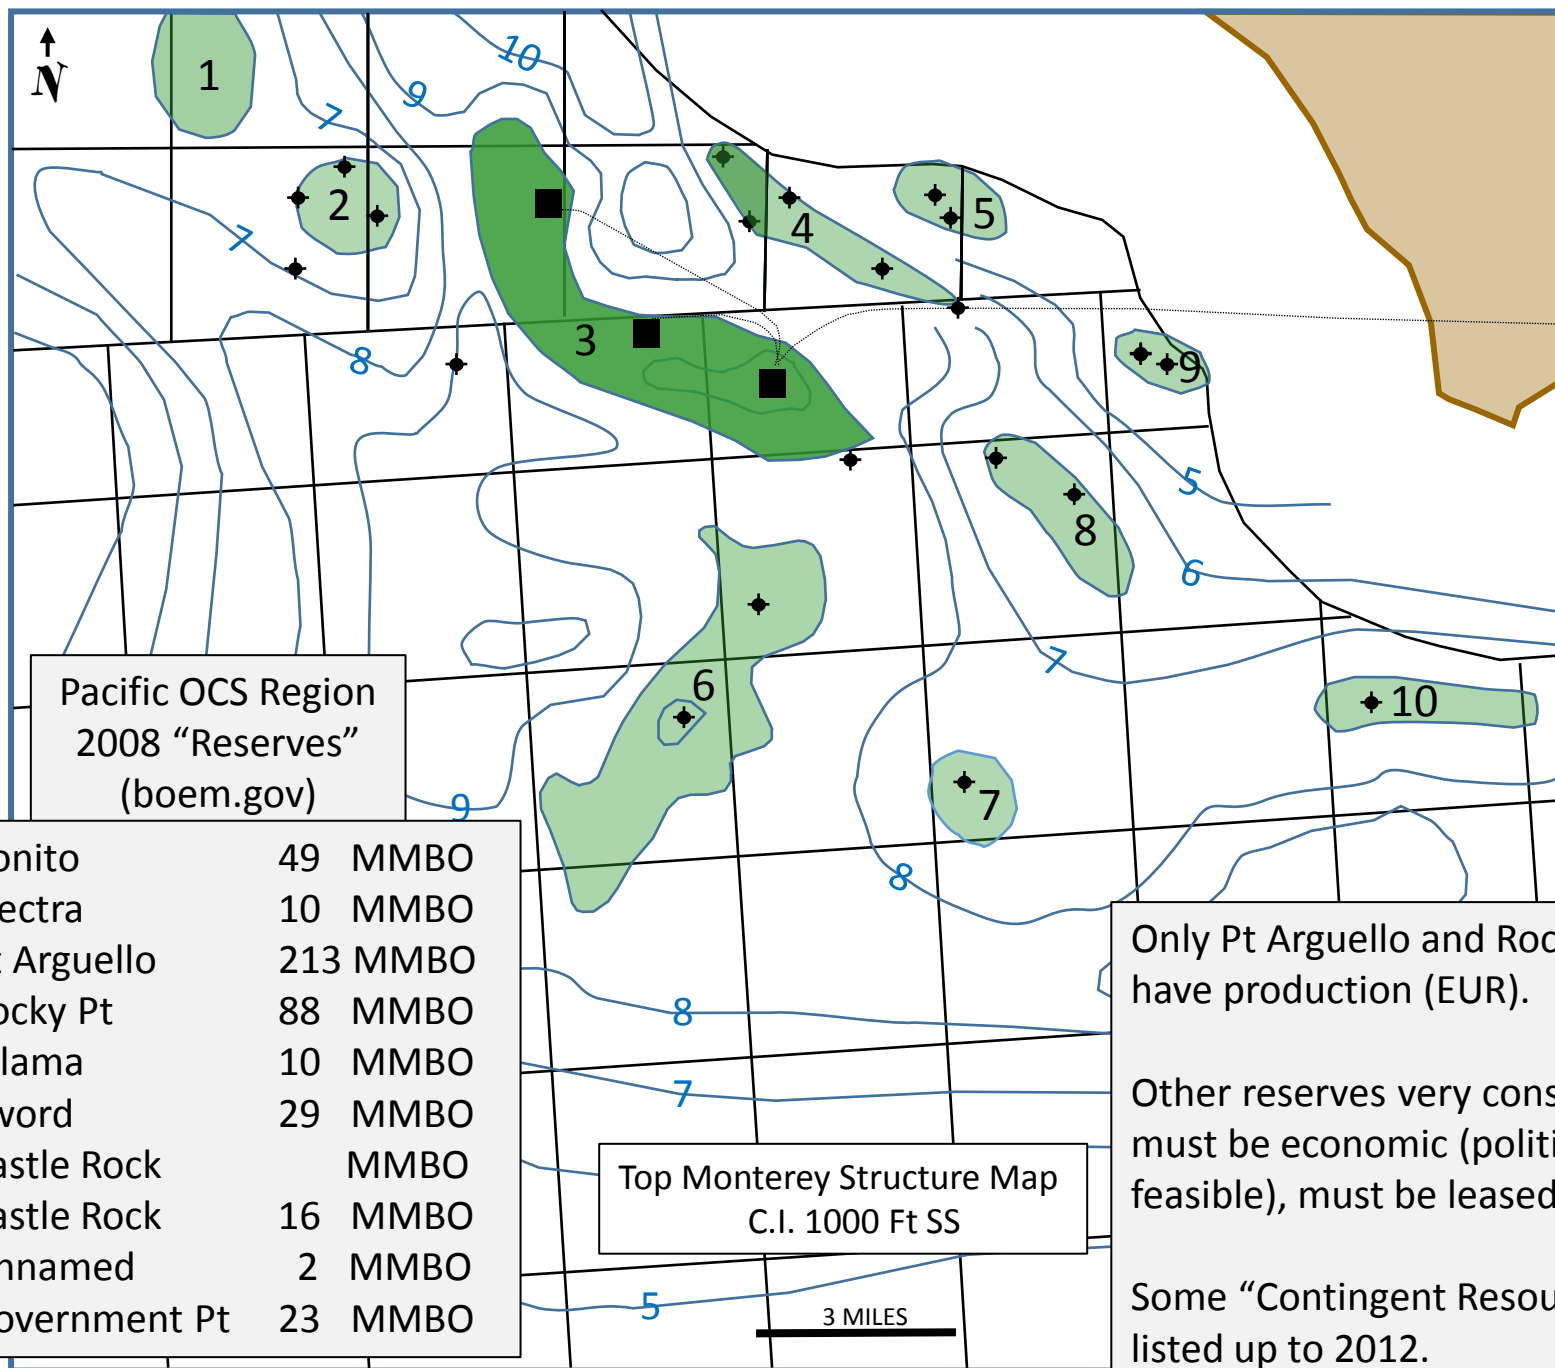 N
1
10
9
7
2
7
4
5
3
8
9
5
8
6
7
6
10
7
9
8
8
7
5
Pacific OCS Region
2008 “Reserves”
(boem.gov)
onito 49 MMBO
ectra 10 MMBO
t Arguello 213 MMBO
ocky Pt 88 MMBO
lama 10 MMBO
word 29 MMBO
astle Rock MMBO
astle Rock 16 MMBO
nnamed 2 MMBO
overnment Pt 23 MMBO
Top Monterey Structure Map
C.I. 1000 Ft SS
3 MILES
Only Pt Arguello and Roc
have production (EUR).
Other reserves very cons
must be economic (politi
feasible), must be leased
Some “Contingent Resou
listed up to 2012.